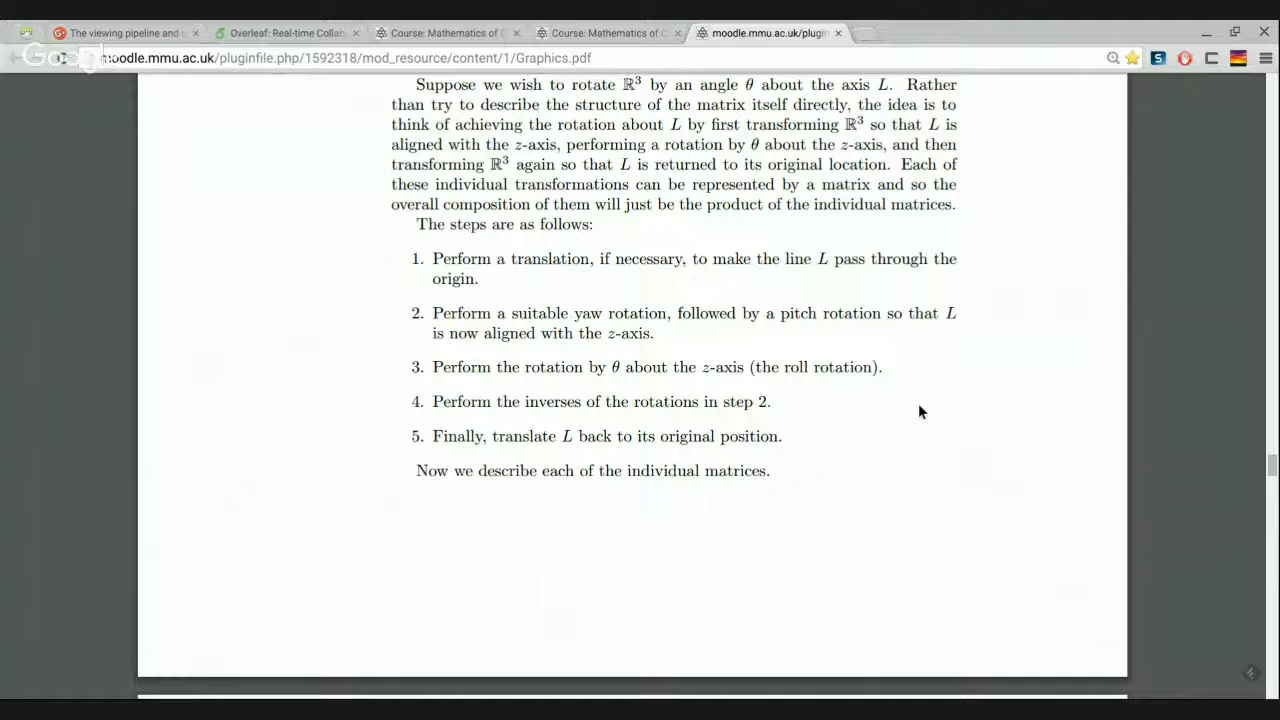 The viewing pipeline and
Overleaf: Real-time Collab
Course: Mathematics of C
Course: Mathematics of C
moodle.mmu.ac.uk/plugin
Google
moodle.mmu.ac.uk/pluginfile.php/1592318/mod_resource/content/1/Graphics.pdf
Suppose we wish to rotate ℝ³ by an angle θ about the axis L. Rather
than try to describe the structure of the matrix itself directly, the idea is to
think of achieving the rotation about L by first transforming ℝ³ so that L is
aligned with the z-axis, performing a rotation by θ about the z-axis, and then
transforming ℝ³ again so that L is returned to its original location. Each of
these individual transformations can be represented by a matrix and so the
overall composition of them will just be the product of the individual matrices.
The steps are as follows:
1. Perform a translation, if necessary, to make the line L pass through the
origin.
2. Perform a suitable yaw rotation, followed by a pitch rotation so that L
is now aligned with the z-axis.
3. Perform the rotation by θ about the z-axis (the roll rotation).
4. Perform the inverses of the rotations in step 2.
5. Finally, translate L back to its original position.
Now we describe each of the individual matrices.